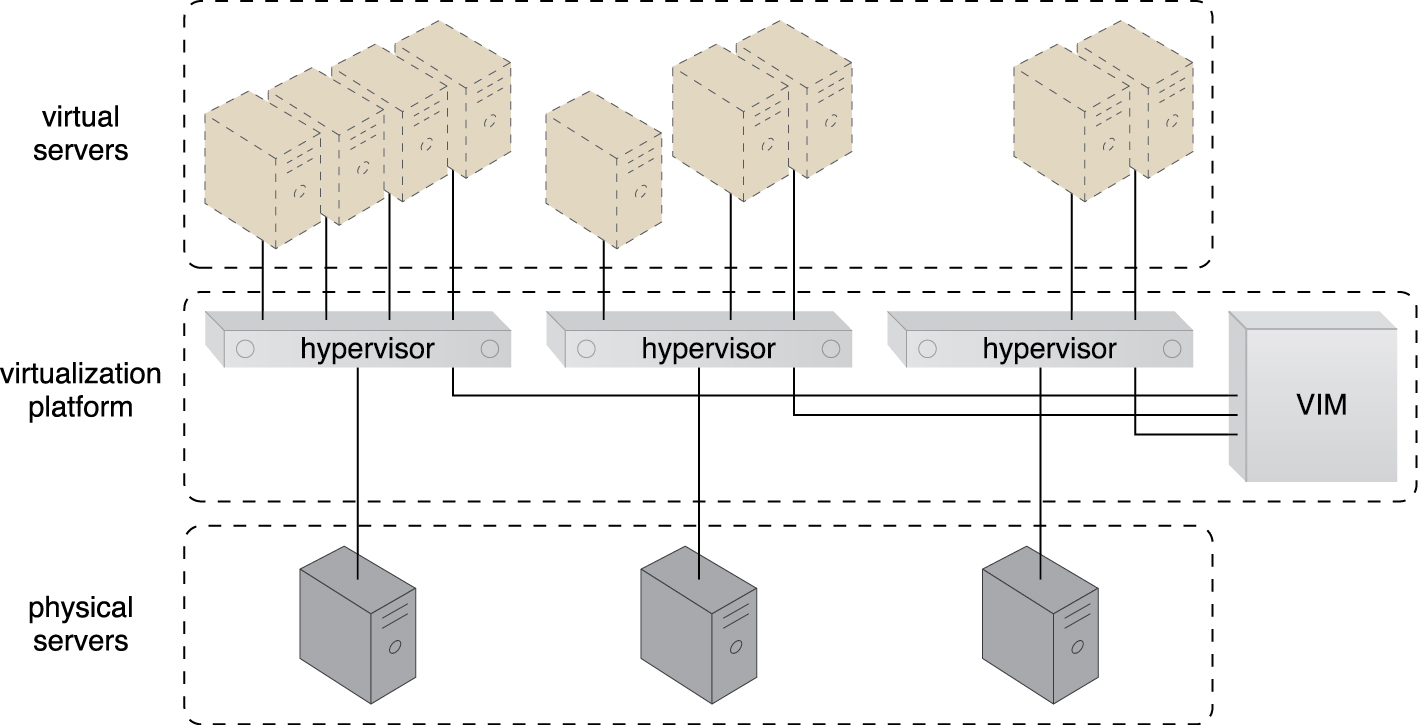 virtual
servers
hypervisor
hypervisor
hypervisor
virtualization
platform
VIM
physical
servers